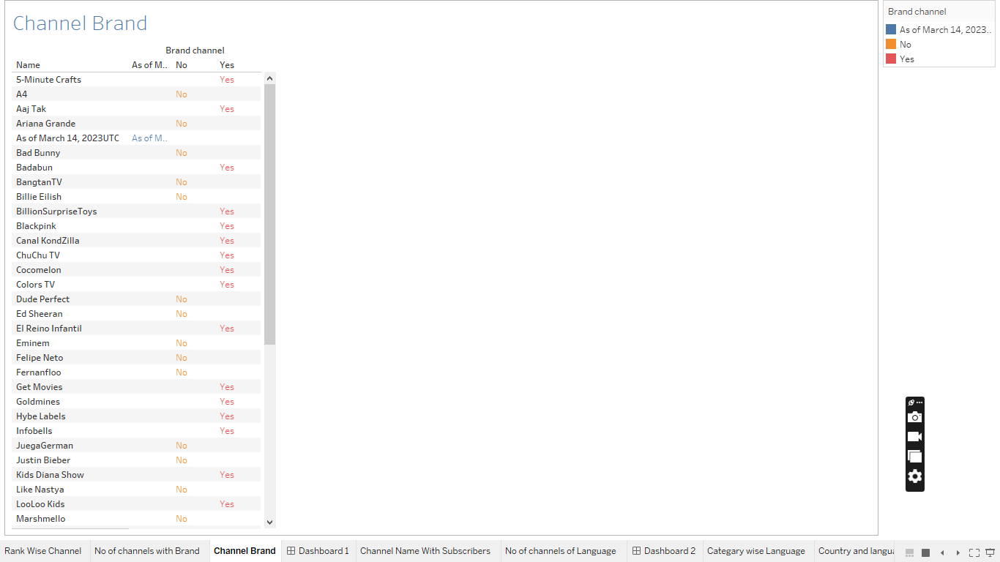 Channel Brand
Brand channel
Name As of M.. No Yes
5-Minute Crafts Yes
A4 No
Aaj Tak Yes
Ariana Grande No
As of March 14, 2023UTC As of M..
Bad Bunny No
Badabun Yes
BangtanTV No
Billie Eilish No
BillionSurpriseToys Yes
Blackpink Yes
Canal KondZilla Yes
ChuChu TV Yes
Cocomelon Yes
Colors TV Yes
Dude Perfect No
Ed Sheeran No
El Reino Infantil Yes
Eminem No
Felipe Neto No
Fernanfloo No
Get Movies Yes
Goldmines Yes
Hybe Labels Yes
Infobells Yes
JuegaGerman No
Justin Bieber No
Kids Diana Show Yes
Like Nastya No
LooLoo Kids Yes
Marshmello No
Brand channel
As of March 14, 2023..
No
Yes
Rank Wise Channel No of channels with Brand Channel Brand Dashboard 1 Channel Name With Subscribers No of channels of Language Dashboard 2 Categary wise Language Country and langua